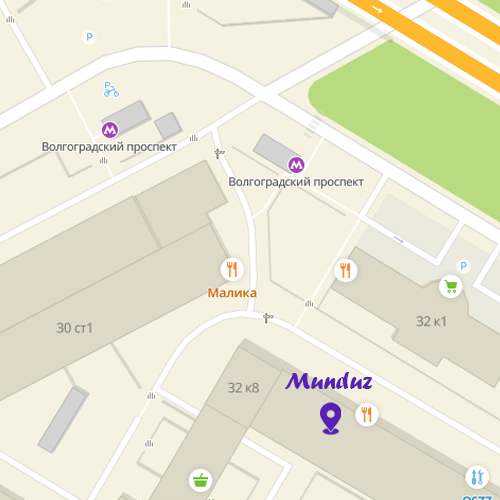 P
P
M
Волгоградский проспект
M
Волгоградский проспект
P
Малика
32 к1
30 ст1
Munduz
32 к8